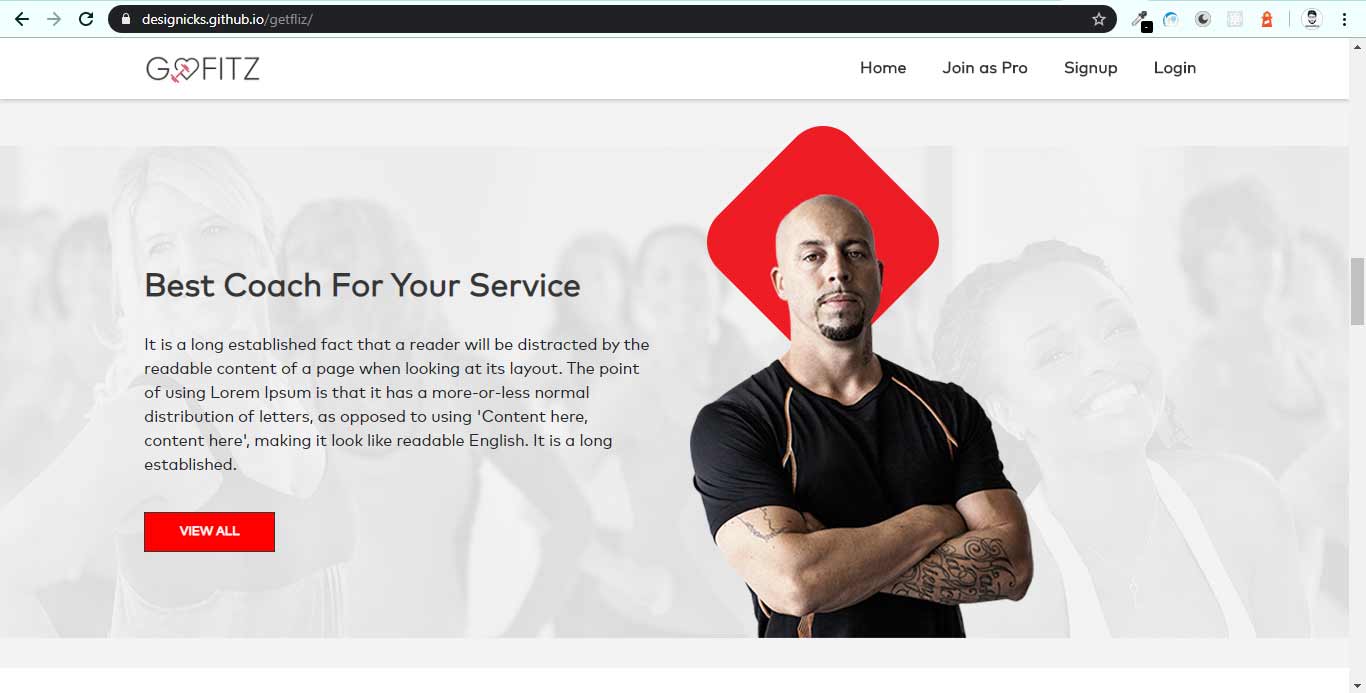 designicks.github.io/getfliz/
GOFITZ
Home Join as Pro Signup Login
Best Coach For Your Service
It is a long established fact that a reader will be distracted by the
readable content of a page when looking at its layout. The point
of using Lorem Ipsum is that it has a more-or-less normal
distribution of letters, as opposed to using 'Content here,
content here', making it look like readable English. It is a long
established.
VIEW ALL